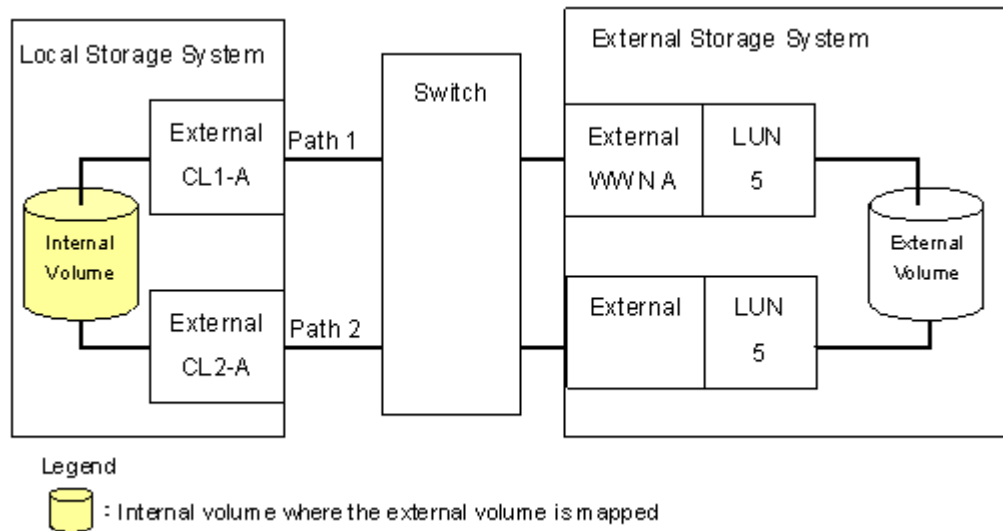 Local Storage System
External Storage System
Switch
External
CL1-A
Path 1
External
WWN A
LUN
5
Internal
Volume
External
Volume
External
CL2-A
Path 2
External
LUN
5
Legend
: Internal volume where the external volume is mapped